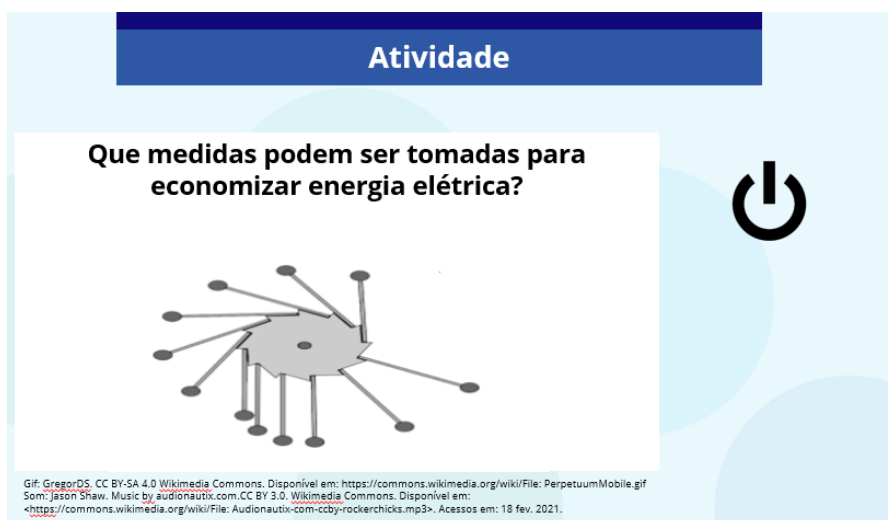 Atividade
Que medidas podem ser tomadas para
economizar energia elétrica?
Gif: GregorDS. CC BY-SA 4.0 Wikimedia Commons. Disponível em: https://commons.wikimedia.org/wiki/File: PerpetuumMobile.gif
Som: Jason Shaw. Music by audionautix.com.CC BY 3.0. Wikimedia Commons. Disponível em:
<https://commons.wikimedia.org/wiki/File: Audionautix-com-ccby-rockerchicks.mp3>. Acessos em: 18 fev. 2021.